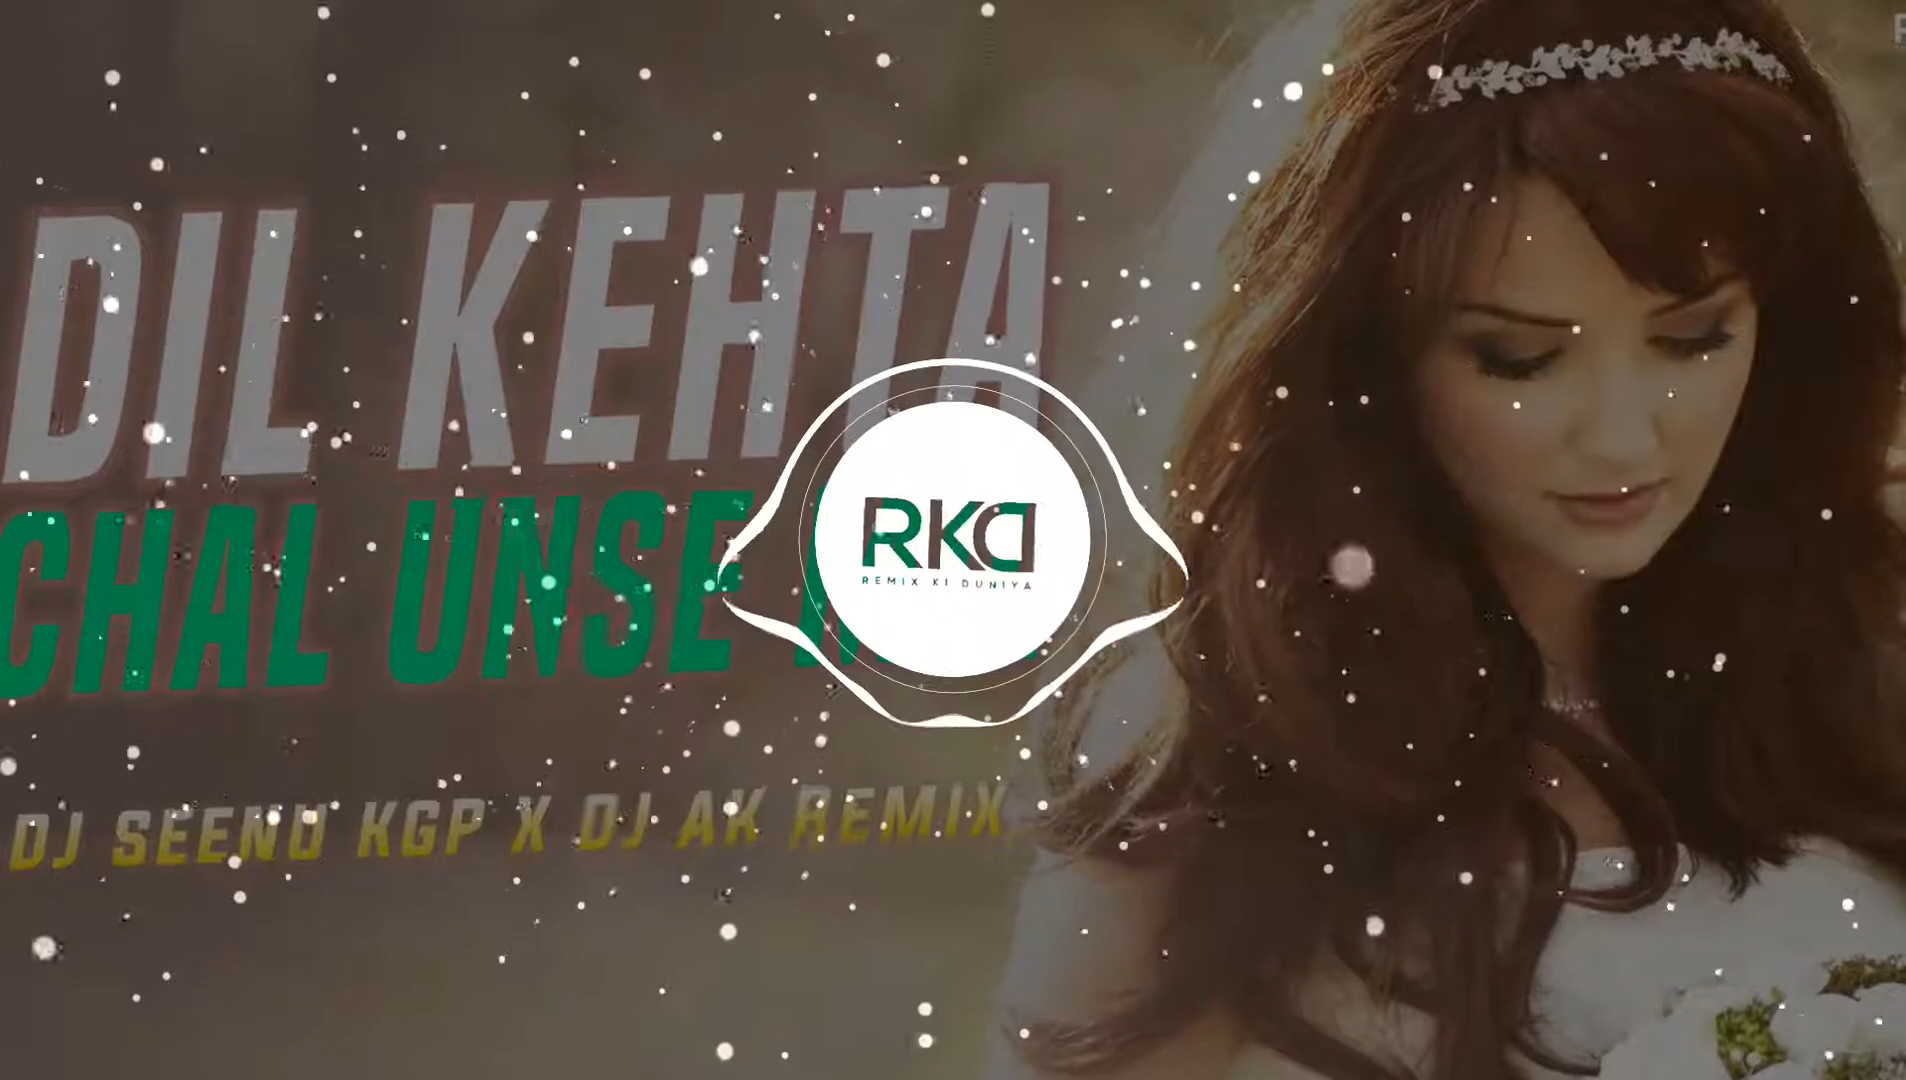 DIL KEHTA
CHAL UNSE
RKD
REMIX KI DUNIYA
DJ SEENU KGP X DJ AK REMIX